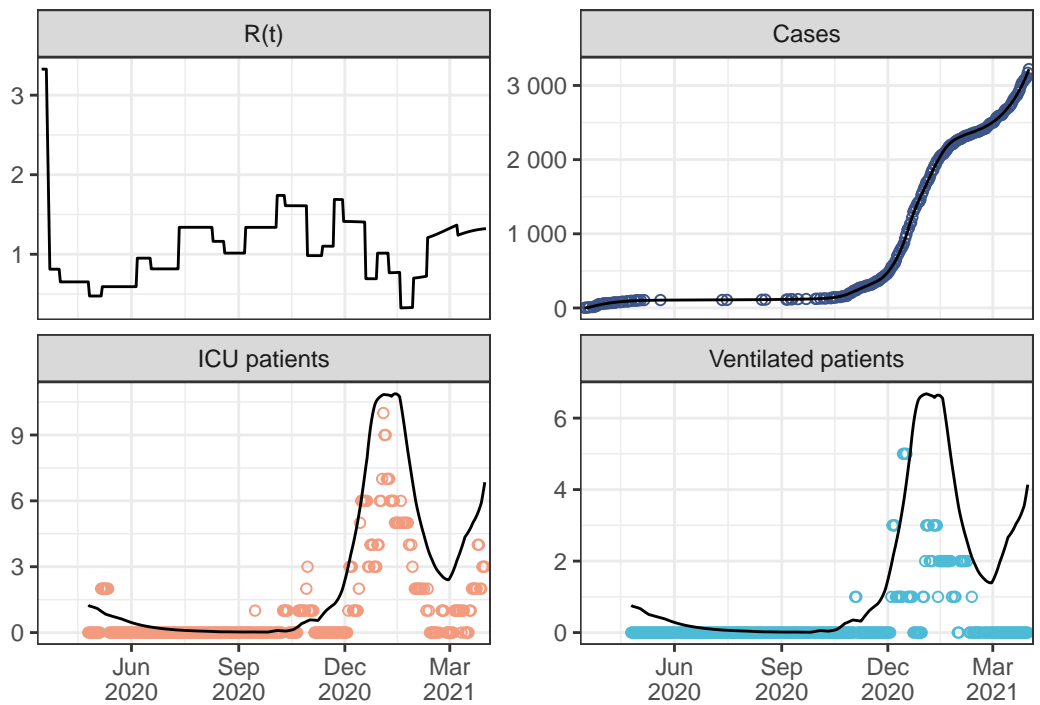 R(t)
Cases
3
2
1
3 000
2 000
1 000
0
ICU patients
Ventilated patients
9
6
3
0
6
4
2
0
Jun
2020
Sep
2020
Dec
2020
Mar
2021
Jun
2020
Sep
2020
Dec
2020
Mar
2021